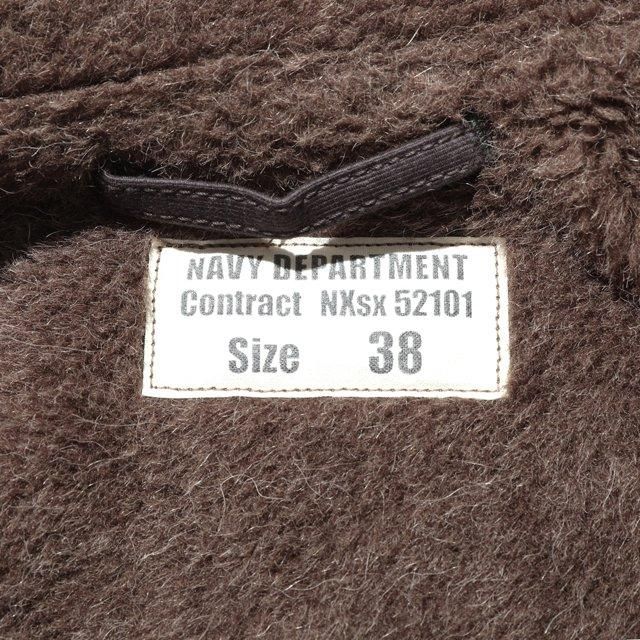 NAVY DEPARTMENT
Contract NXsx 52101
Size 38